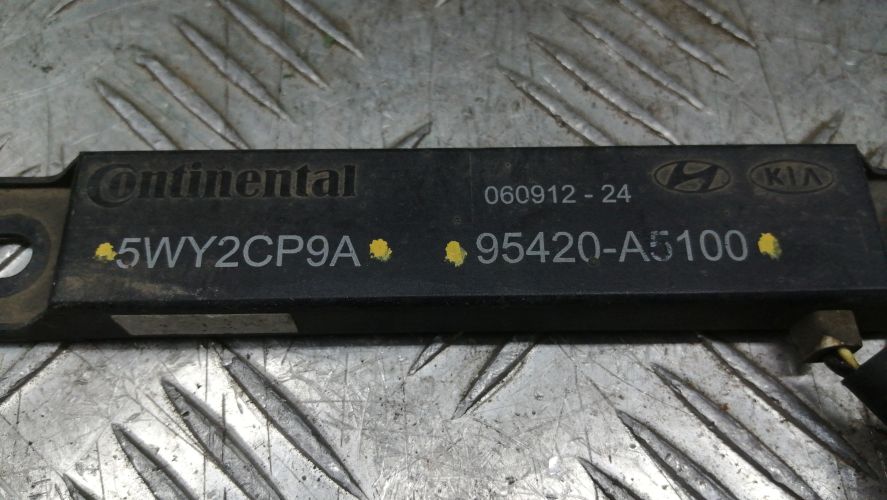 Continental
060912 - 24
KIA
5WY2CP9A
95420-A5100